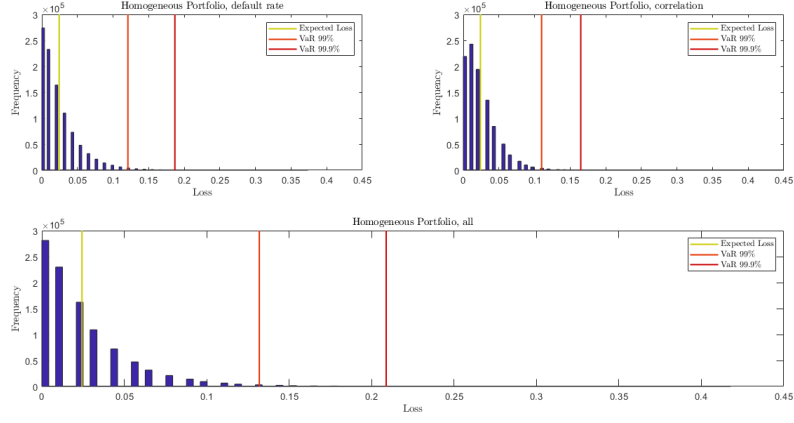 Homogeneous Portfolio, default rate
×10⁵
3
2.5
2
1.5
1
0.5
0
Frequency
0 0.05 0.1 0.15 0.2 0.25 0.3 0.35 0.4 0.45
Loss
Expected Loss
VaR 99%
VaR 99.9%
Homogeneous Portfolio, correlation
×10⁵
3
2.5
2
1.5
1
0.5
0
Frequency
0 0.05 0.1 0.15 0.2 0.25 0.3 0.35 0.4 0.45
Loss
Expected Loss
VaR 99%
VaR 99.9%
Homogeneous Portfolio, all
×10⁵
3
2.5
2
1.5
1
0.5
0
Frequency
0 0.05 0.1 0.15 0.2 0.25 0.3 0.35 0.4 0.45
Loss
Expected Loss
VaR 99%
VaR 99.9%